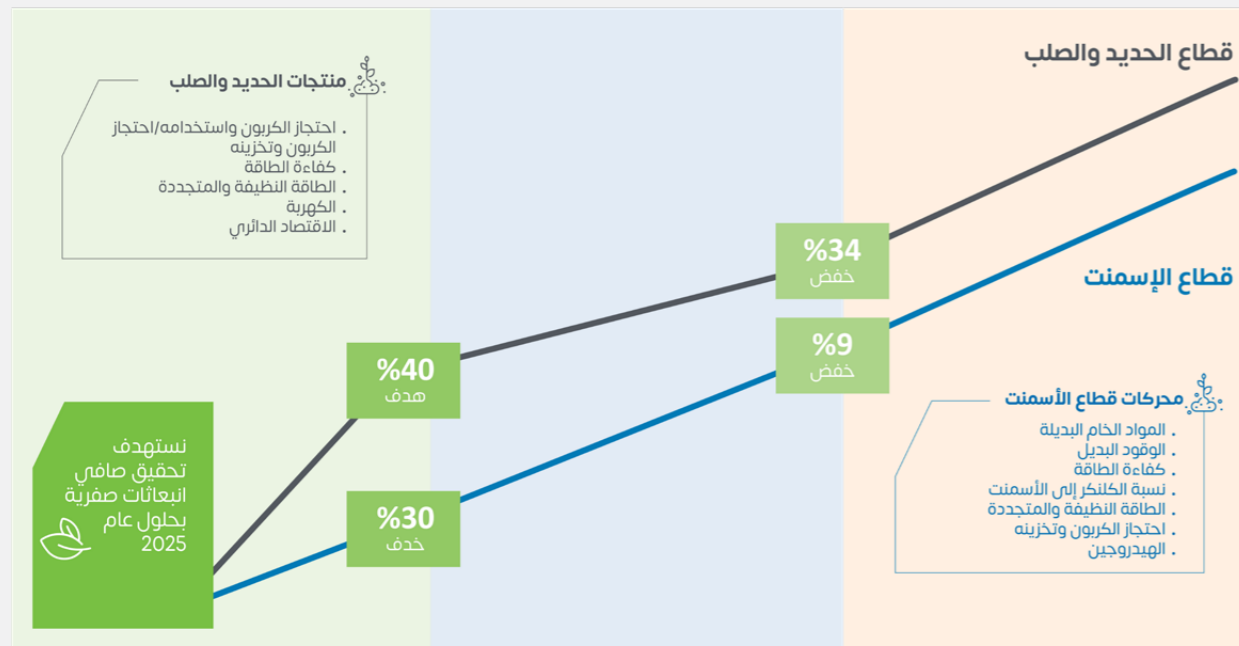 قطاع الحديد والصلب
قطاع الإسمنت
محركات قطاع الأسمنت
. المواد الخام البديلة
. الوقود البديل
. كفاءة الطاقة
. نسبة الكلنكر إلى الأسمنت
. الطاقة النظيفة والمتجددة
. احتجاز الكربون وتخزينه
. الهيدروجين
%34
خفض
%9
خفض
منتجات الحديد والصلب
. احتجاز الكربون واستخدامه/احتجاز
الكربون وتخزينه
. كفاءة الطاقة
. الطاقة النظيفة والمتجددة
. الكهربة
. الاقتصاد الدائري
%40
هدف
%30
خدف
نستهدف
تحقيق صافي
انبعاثات صفرية
بحلول عام
2025